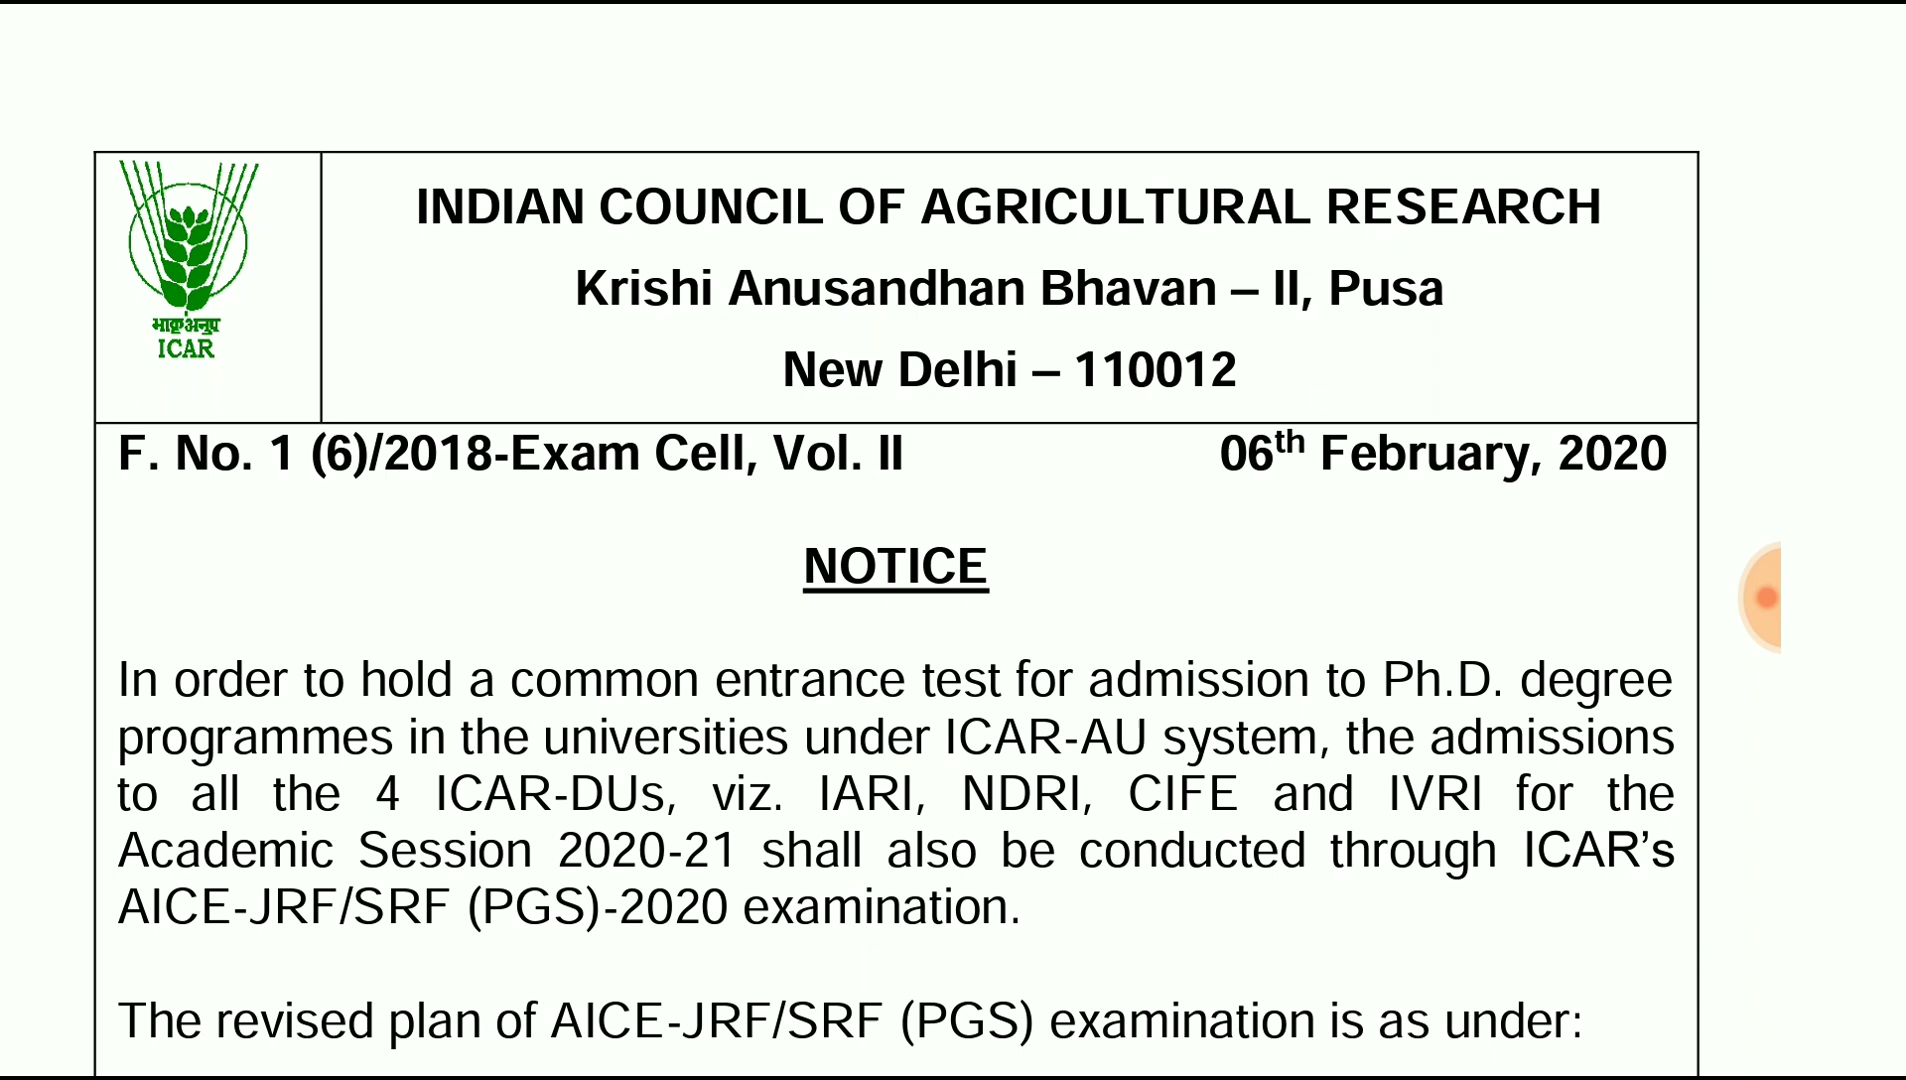 भाकृअनुप
ICAR
INDIAN COUNCIL OF AGRICULTURAL RESEARCH
Krishi Anusandhan Bhavan – II, Pusa
New Delhi – 110012
F. No. 1 (6)/2018-Exam Cell, Vol. II 06th February, 2020
NOTICE
In order to hold a common entrance test for admission to Ph.D. degree
programmes in the universities under ICAR-AU system, the admissions
to all the 4 ICAR-DUs, viz. IARI, NDRI, CIFE and IVRI for the
Academic Session 2020-21 shall also be conducted through ICAR’s
AICE-JRF/SRF (PGS)-2020 examination.
The revised plan of AICE-JRF/SRF (PGS) examination is as under: